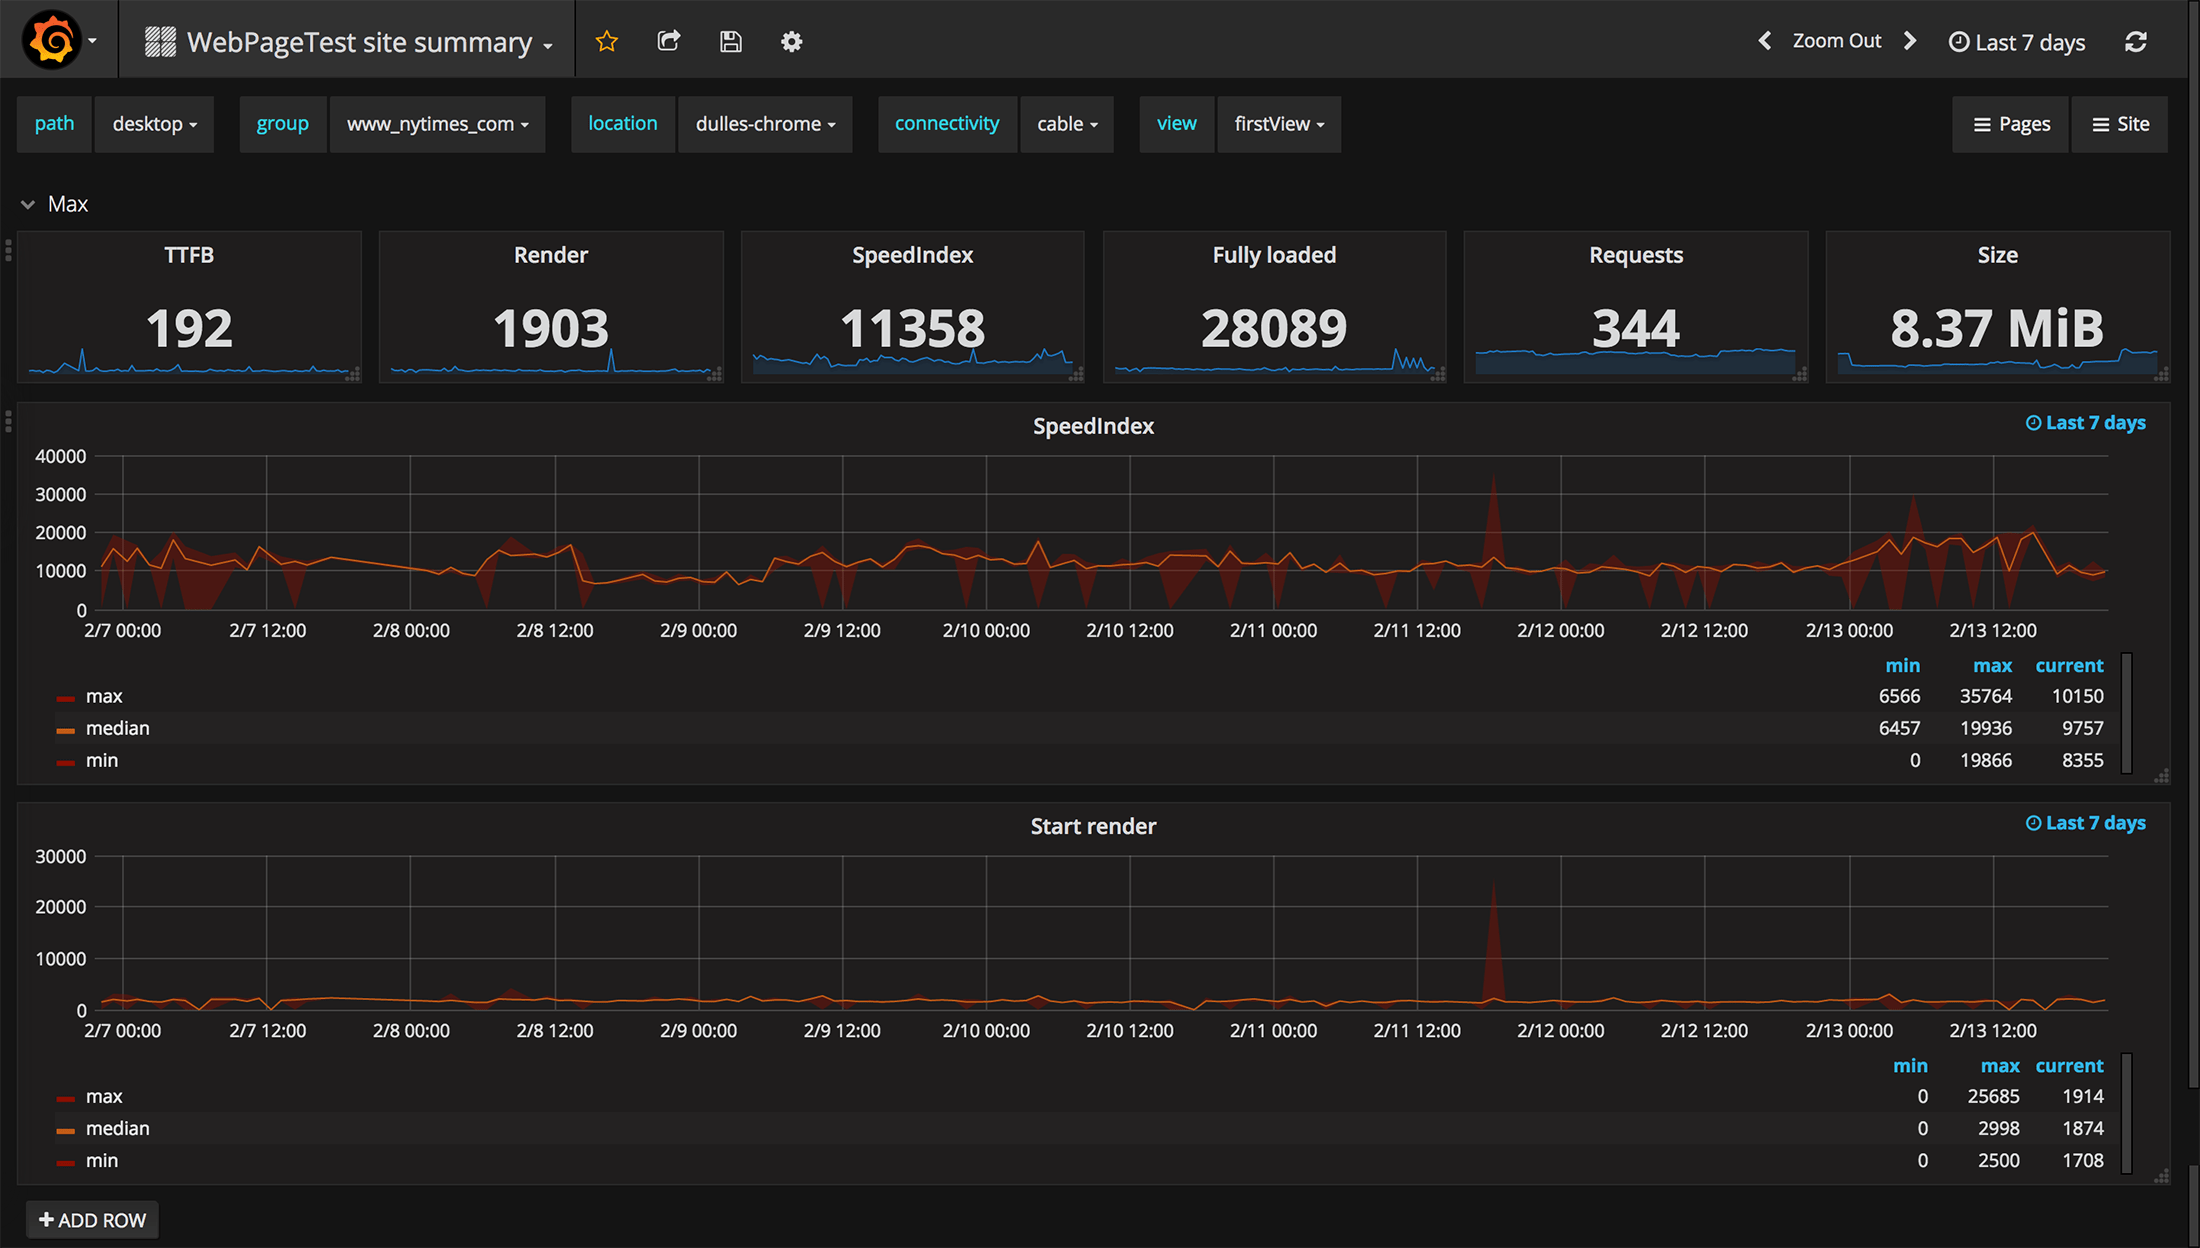 WebPageTest site summary
Zoom Out
Last 7 days
path desktop group www_nytimes_com location dulles-chrome connectivity cable view firstView Pages Site
Max
TTFB Render SpeedIndex Fully loaded Requests Size
192 1903 11358 28089 344 8.37 MiB
SpeedIndex
Last 7 days
40000
30000
20000
10000
0
2/7 00:00 2/7 12:00 2/8 00:00 2/8 12:00 2/9 00:00 2/9 12:00 2/10 00:00 2/10 12:00 2/11 00:00 2/11 12:00 2/12 00:00 2/12 12:00 2/13 00:00 2/13 12:00
min max current
max 6566 35764 10150
median 6457 19936 9757
min 0 19866 8355
Start render
Last 7 days
30000
20000
10000
0
2/7 00:00 2/7 12:00 2/8 00:00 2/8 12:00 2/9 00:00 2/9 12:00 2/10 00:00 2/10 12:00 2/11 00:00 2/11 12:00 2/12 00:00 2/12 12:00 2/13 00:00 2/13 12:00
min max current
max 0 25685 1914
median 0 2998 1874
min 0 2500 1708
+ ADD ROW